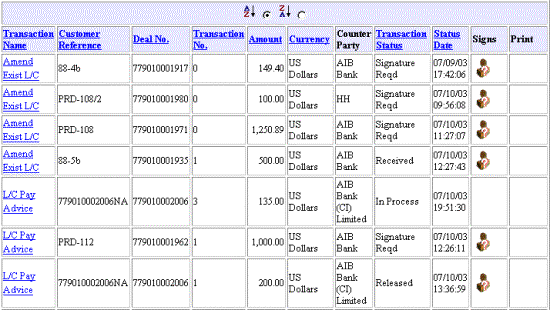 A Z Z A
Transaction Name Customer Reference Deal No. Transaction No. Amount Currency Counter Party Transaction Status Status Date Signs Print
Amend Exist L/C 88-4b 779010001917 0 149.40 US Dollars AIB Bank Signature Reqd 07/09/03 17:42:06
Amend Exist L/C PRD-108/2 779010001980 0 100.00 US Dollars HH Signature Reqd 07/10/03 09:56:08
Amend Exist L/C PRD-108 779010001971 0 1,250.89 US Dollars AIB Bank Signature Reqd 07/10/03 11:27:07
Amend Exist L/C 88-5b 779010001935 1 500.00 US Dollars AIB Bank Received 07/10/03 12:27:43
L/C Pay Advice 779010002006NA 779010002006 3 135.00 US Dollars AIB Bank (CI) Limited In Process 07/10/03 19:51:30
L/C Pay Advice PRD-112 779010001962 1 1,000.00 US Dollars AIB Bank Signature Reqd 07/10/03 12:26:11
L/C Pay Advice 779010002006NA 779010002006 1 200.00 US Dollars AIB Bank (CI) Limited Released 07/10/03 13:36:59